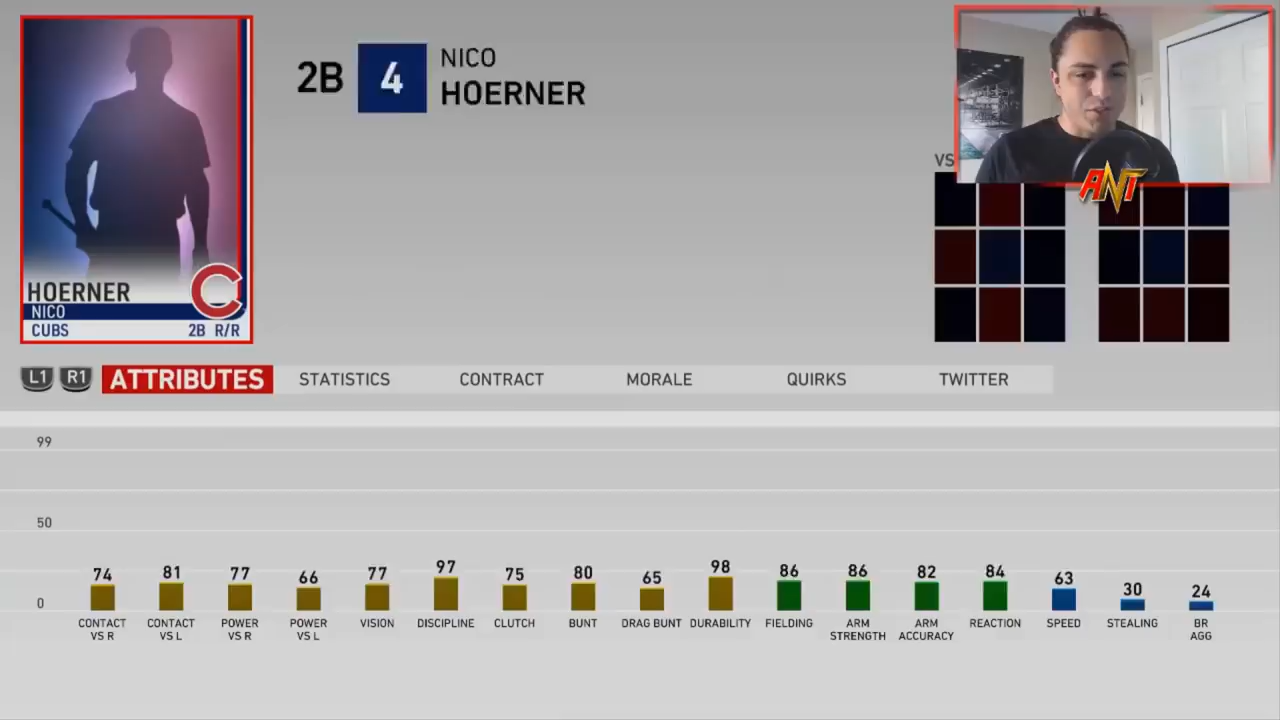 2B
4
NICO
HOERNER
VS
ANT
HOERNER
NICO
CUBS 2B R/R
L1 R1 ATTRIBUTES STATISTICS CONTRACT MORALE QUIRKS TWITTER
99
50
0
74 81 77 66 77 97 75 80 65 98 86 86 82 84 63 30 24
CONTACT VISION DISCIPLINE CLUTCH BUNT DRAG BUNT DURABILITY FIELDING REACTION SPEED STEALING
VS R
CONTACT
VS L
POWER
VS R
POWER
VS L
ARM
STRENGTH
ARM
ACCURACY
BR
AGG